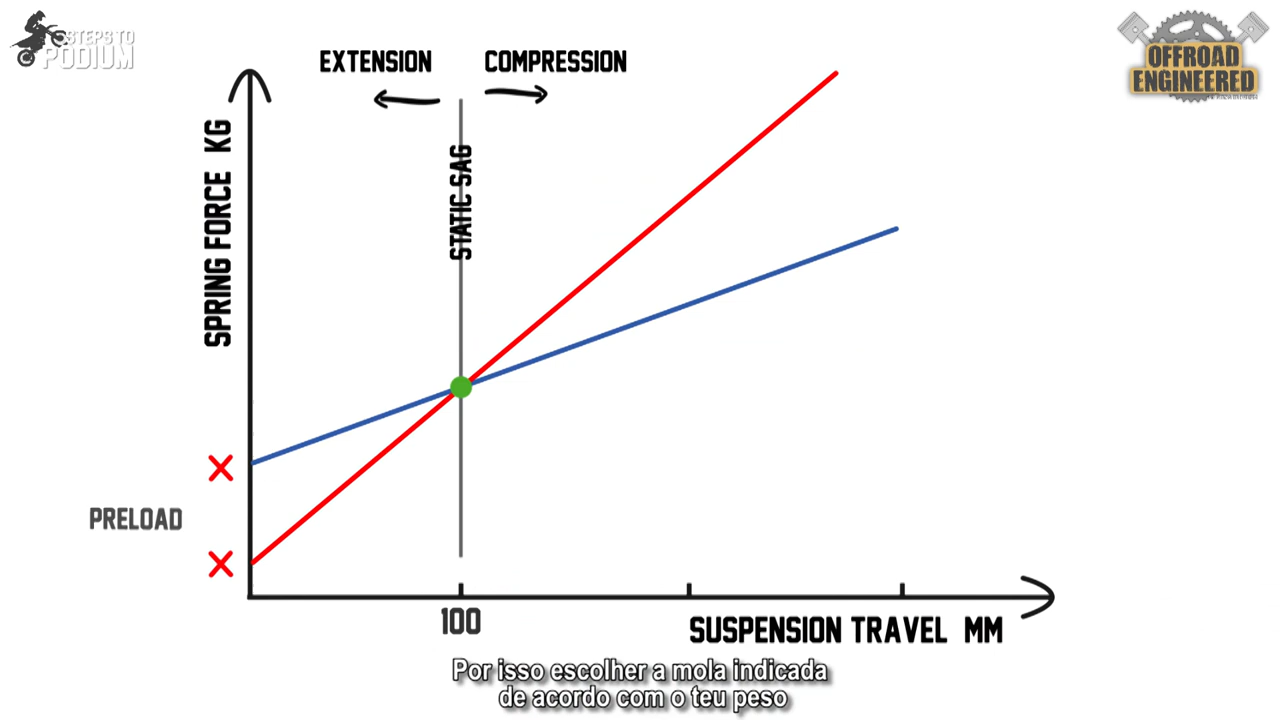 STEPS TO
PODIUM
OFFROAD
ENGINEERED
EXTENSION
COMPRESSION
SPRING FORCE KG
STATIC SAG
PRELOAD
100
SUSPENSION TRAVEL MM
Por isso escolher a mola indicada
de acordo com o teu peso